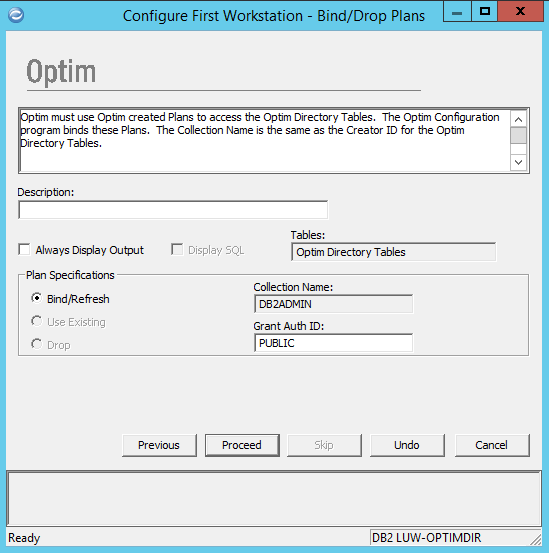 Configure First Workstation - Bind/Drop Plans
Optim
Optim must use Optim created Plans to access the Optim Directory Tables. The Optim Configuration
program binds these Plans. The Collection Name is the same as the Creator ID for the Optim
Directory Tables.
Description:
Always Display Output
Display SQL
Tables:
Optim Directory Tables
Plan Specifications
Bind/Refresh
Use Existing
Drop
Collection Name:
DB2ADMIN
Grant Auth ID:
PUBLIC
Previous
Proceed
Skip
Undo
Cancel
Ready
DB2 LUW-OPTIMDIR